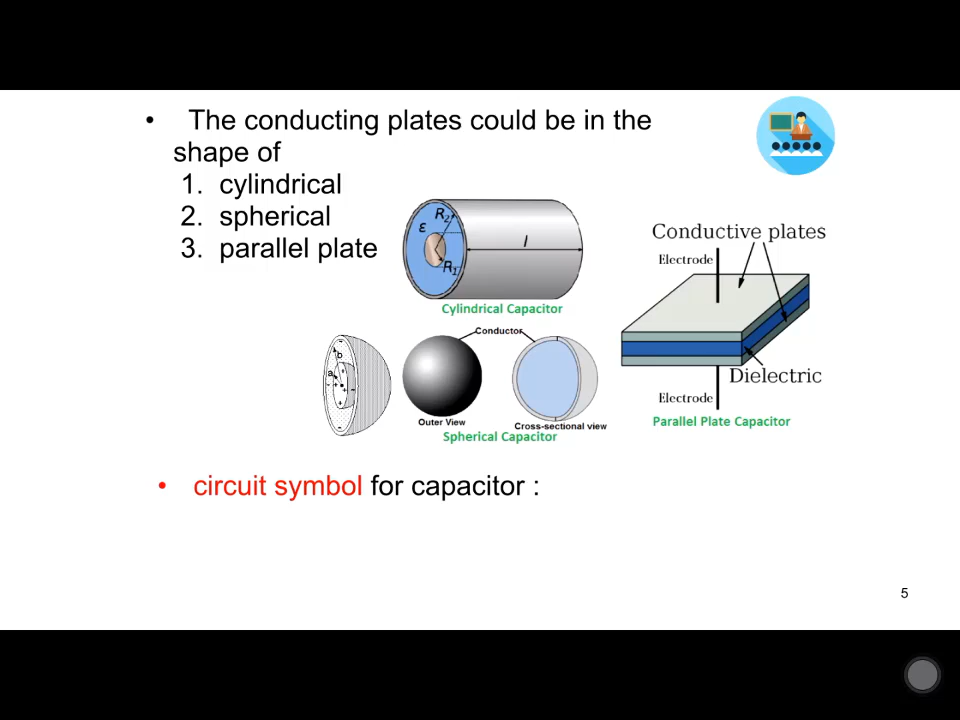 • The conducting plates could be in the
shape of
1. cylindrical
2. spherical
3. parallel plate
R₂
ε
l
R₁
Cylindrical Capacitor
Conductive plates
Electrode
Dielectric
Electrode
Parallel Plate Capacitor
Conductor
b
a
Outer View
Cross-sectional view
Spherical Capacitor
• circuit symbol for capacitor :
5